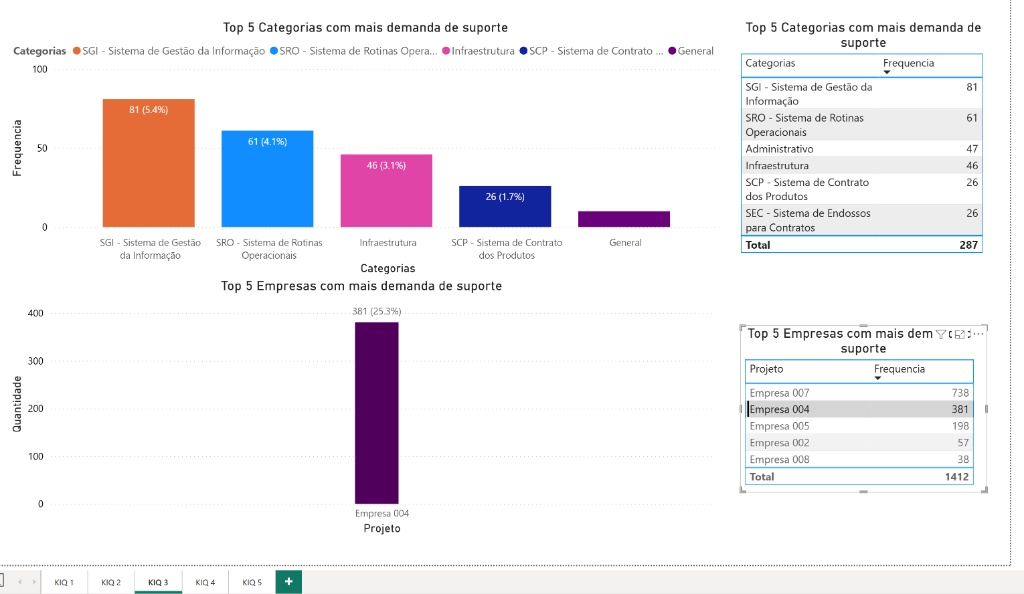 Top 5 Categorias com mais demanda de suporte
Categorias SGI - Sistema de Gestão da Informação SRO - Sistema de Rotinas Opera... Infraestrutura SCP - Sistema de Contrato ... General
100
50
0
Frequencia
81 (5.4%)
61 (4.1%)
46 (3.1%)
26 (1.7%)
SGI - Sistema de Gestão
da Informação
SRO - Sistema de Rotinas
Operacionais
Infraestrutura
SCP - Sistema de Contrato
dos Produtos
General
Categorias
Top 5 Categorias com mais demanda de
suporte
Categorias Frequencia
SGI - Sistema de Gestão da
Informação 81
SRO - Sistema de Rotinas
Operacionais 61
Administrativo 47
Infraestrutura 46
SCP - Sistema de Contrato
dos Produtos 26
SEC - Sistema de Endossos
para Contratos 26
Total 287
Top 5 Empresas com mais demanda de suporte
400
300
200
100
0
Quantidade
381 (25.3%)
Empresa 004
Projeto
Top 5 Empresas com mais dem
suporte
Projeto Frequencia
Empresa 007 738
Empresa 004 381
Empresa 005 198
Empresa 002 57
Empresa 008 38
Total 1412
KIQ 1 KIQ 2 KIQ 3 KIQ 4 KIQ 5 +